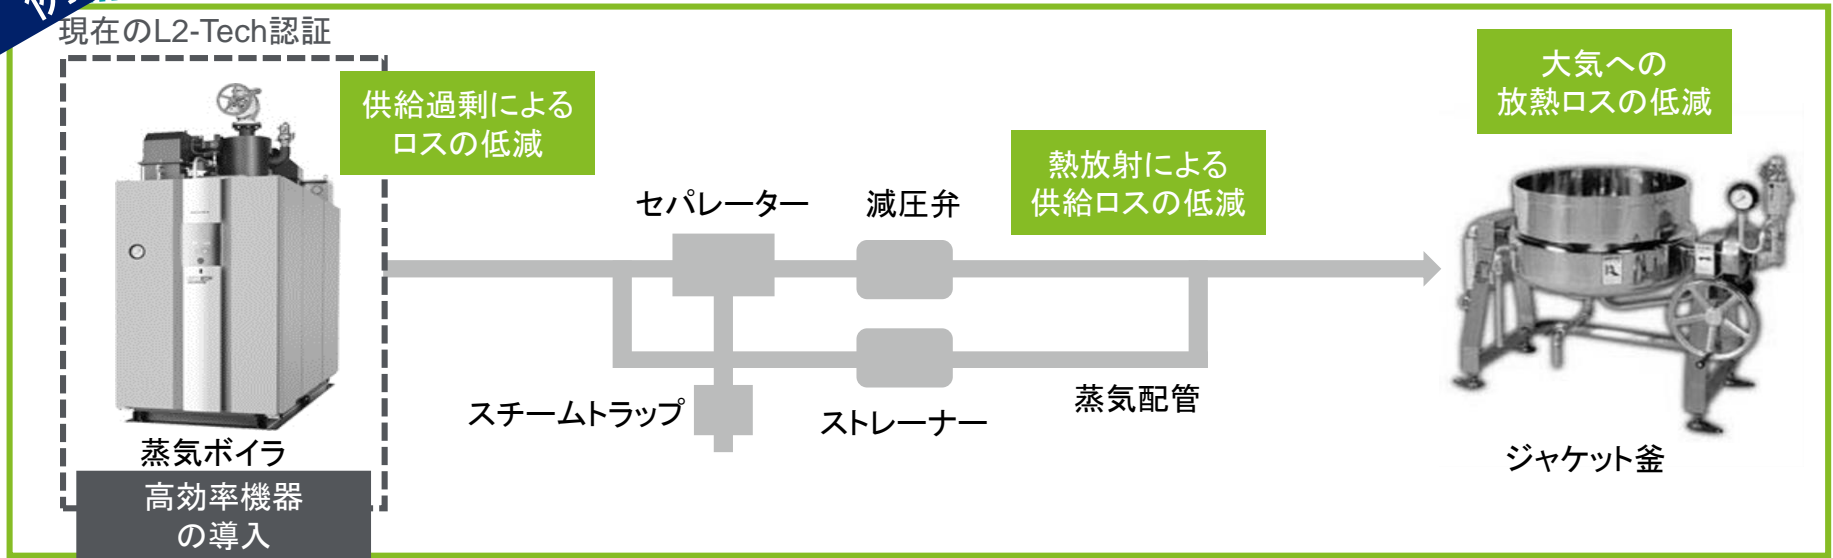 現在のL2-Tech認証
供給過剰による
ロスの低減
大気への
放熱ロスの低減
熱放射による
供給ロスの低減
セパレーター
減圧弁
スチームトラップ
ストレーナー
蒸気配管
蒸気ボイラ
ジャケット釜
高効率機器
の導入